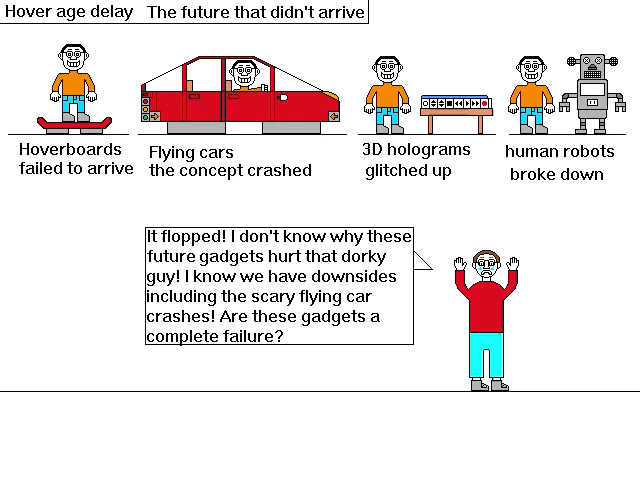 Hover age delay The future that didn't arrive
Hoverboards
failed to arrive
Flying cars
the concept crashed
3D holograms
glitched up
human robots
broke down
It flopped! I don't know why these
future gadgets hurt that dorky
guy! I know we have downsides
including the scary flying car
crashes! Are these gadgets a
complete failure?